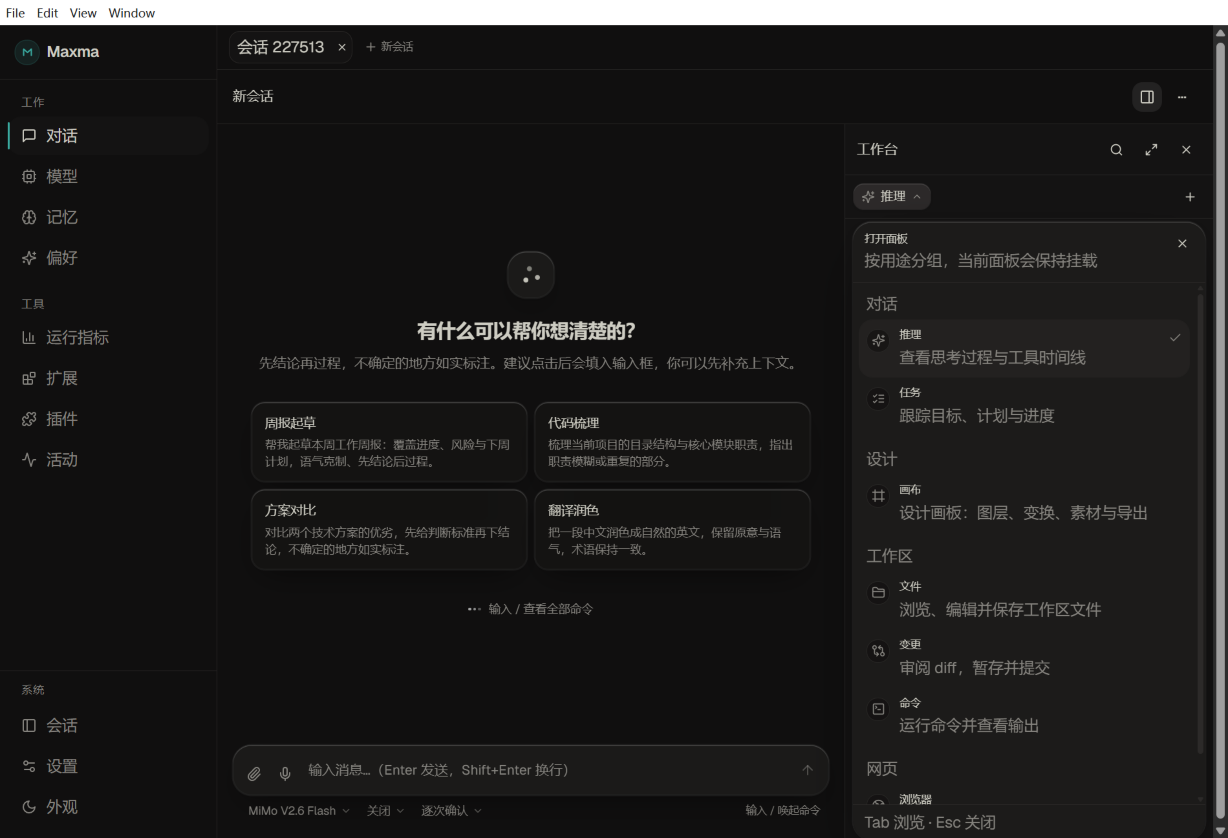 File Edit View Window
M Maxma
工作
对话
模型
记忆
偏好
工具
运行指标
扩展
插件
活动
系统
会话
设置
外观
会话 227513 × + 新会话
新会话
有什么可以帮你想清楚的?
先结论再过程，不确定的地方如实标注。建议点击后会填入输入框，你可以先补充上下文。
周报起草
帮我起草本周工作周报：覆盖进度、风险与下周
计划，语气克制、先结论后过程。
代码梳理
梳理当前项目的目录结构与核心模块职责，指出
职责模糊或重复的部分。
方案对比
对比两个技术方案的优劣，先给判断标准再下结
论，不确定的地方如实标注。
翻译润色
把一段中文润色成自然的英文，保留原意与语
气，术语保持一致。
输入 / 查看全部命令
输入消息...（Enter 发送，Shift+Enter 换行）
MiMo V2.6 Flash 关闭 逐次确认 输入 / 唤起命令
工作台
推理
打开面板
按用途分组，当前面板会保持挂载
对话
推理
查看思考过程与工具时间线
任务
跟踪目标、计划与进度
设计
画布
设计画板：图层、变换、素材与导出
工作区
文件
浏览、编辑并保存工作区文件
变更
审阅 diff，暂存并提交
命令
运行命令并查看输出
网页
浏览器
Tab 浏览 · Esc 关闭